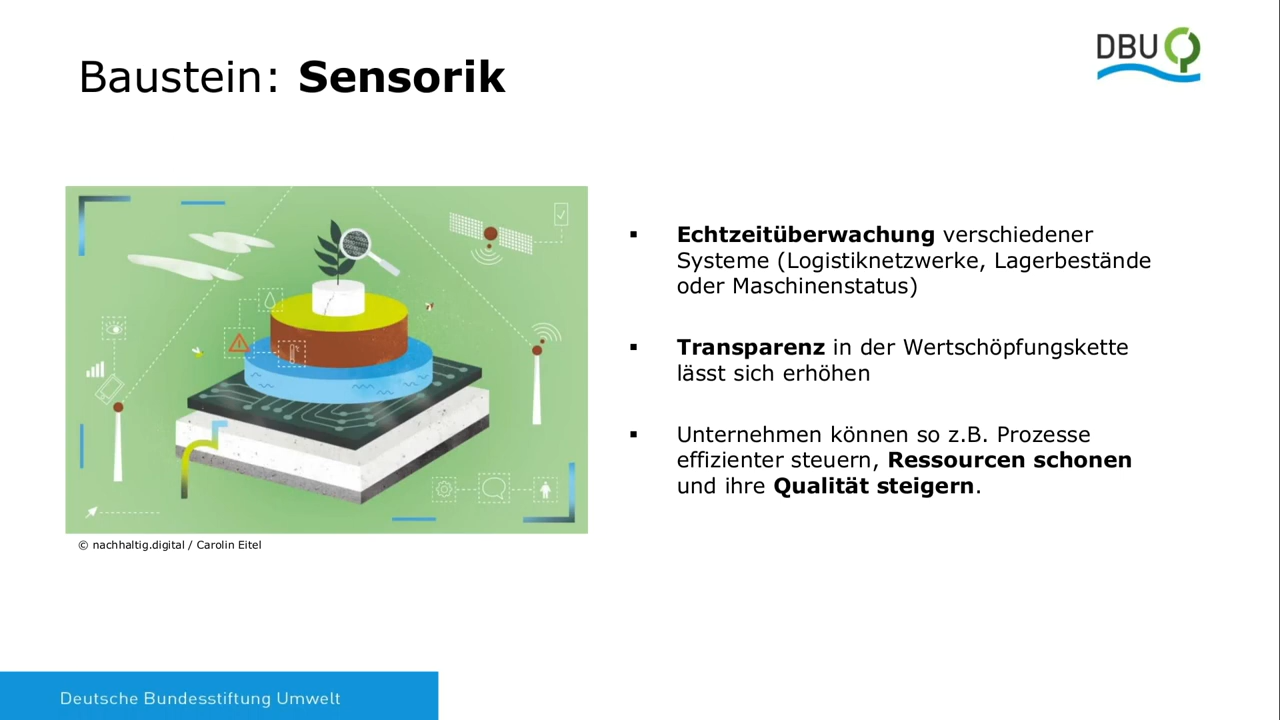 Baustein: Sensorik
DBU
▪ Echtzeitüberwachung verschiedener
Systeme (Logistiknetzwerke, Lagerbestände
oder Maschinenstatus)
▪ Transparenz in der Wertschöpfungskette
lässt sich erhöhen
▪ Unternehmen können so z.B. Prozesse
effizienter steuern, Ressourcen schonen
und ihre Qualität steigern.
© nachhaltig.digital / Carolin Eitel
Deutsche Bundesstiftung Umwelt